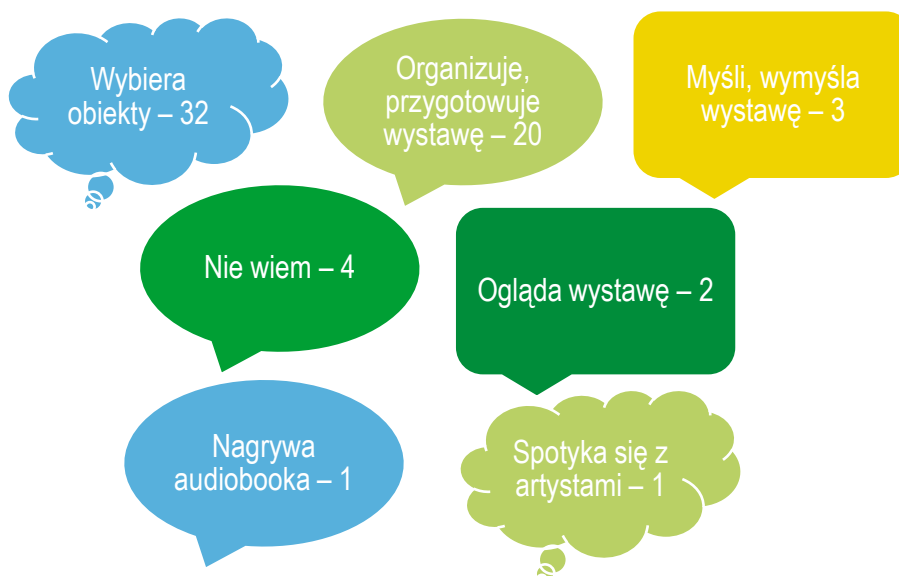 Wybiera
obiekty – 32
Organizuje,
przygotowuje
wystawę – 20
Myśli, wymyśla
wystawę – 3
Nie wiem – 4
Ogląda wystawę – 2
Nagrywa
audiobooka – 1
Spotyka się z
artystami – 1